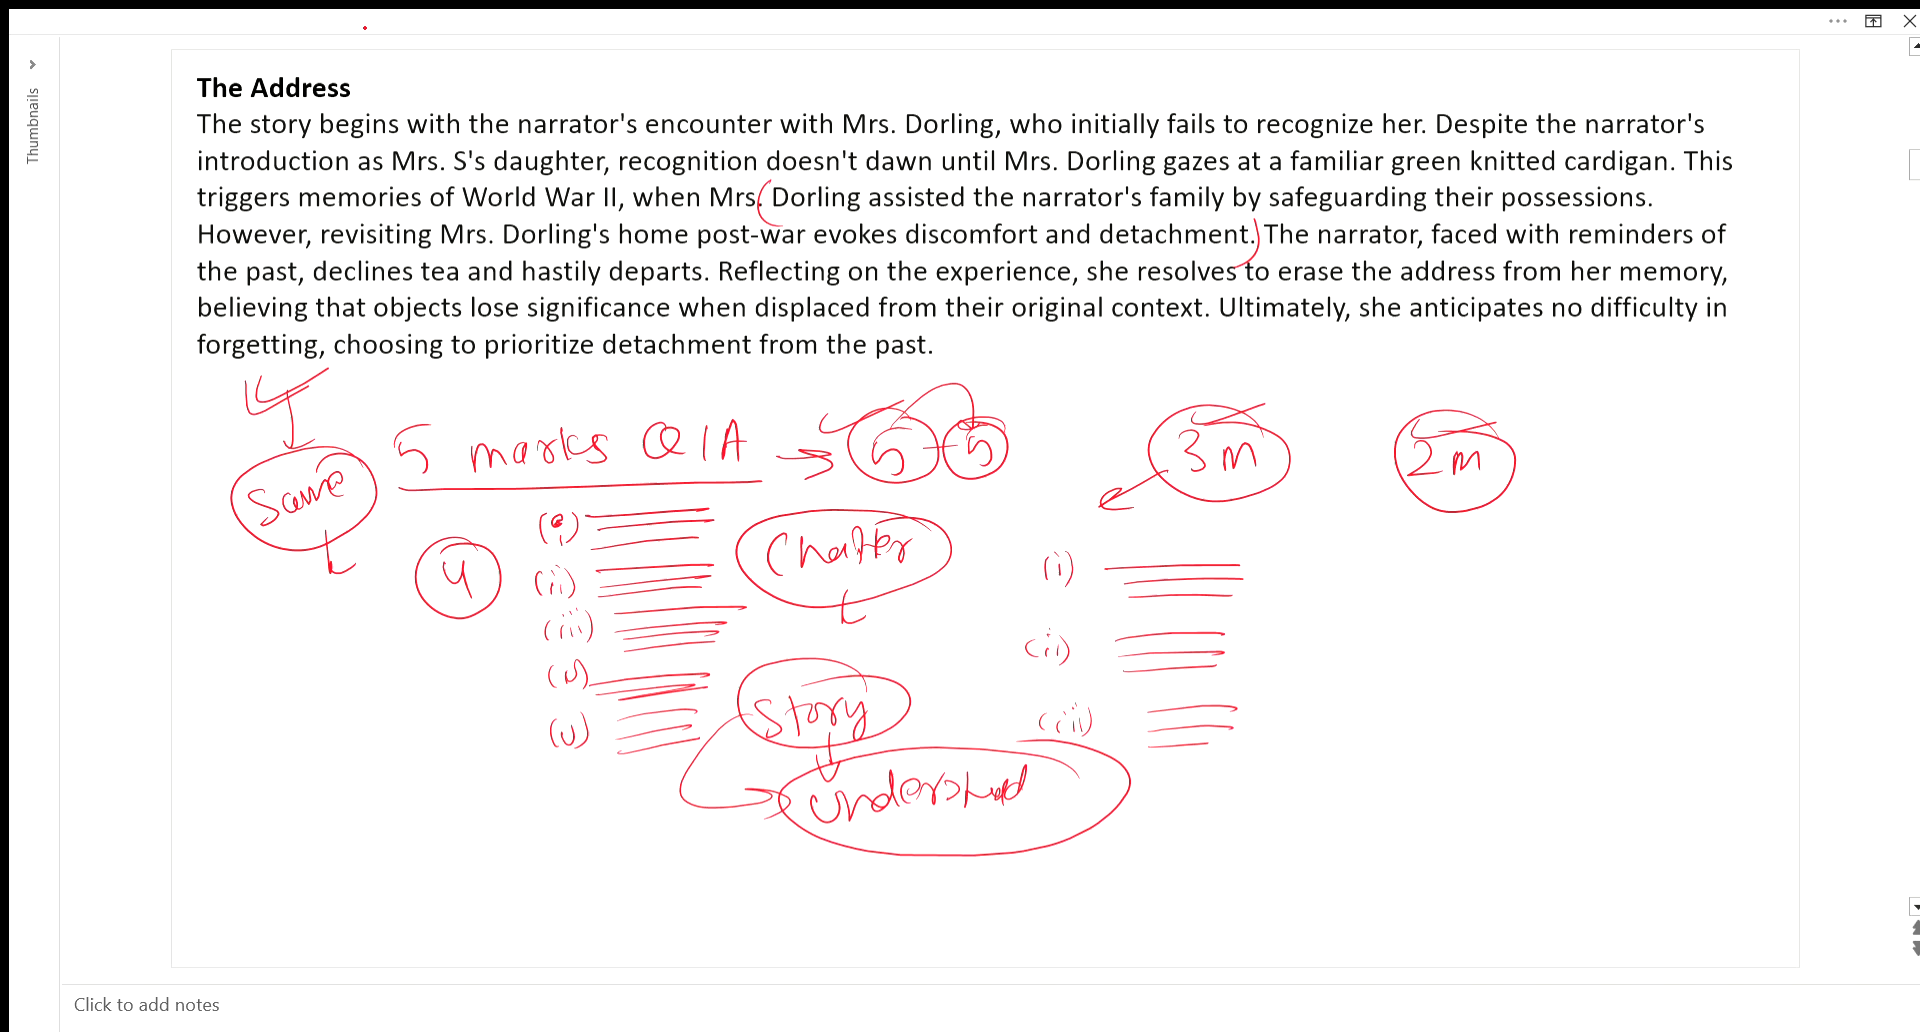 Thumbnails
The Address
The story begins with the narrator's encounter with Mrs. Dorling, who initially fails to recognize her. Despite the narrator's
introduction as Mrs. S's daughter, recognition doesn't dawn until Mrs. Dorling gazes at a familiar green knitted cardigan. This
triggers memories of World War II, when Mrs. Dorling assisted the narrator's family by safeguarding their possessions.
However, revisiting Mrs. Dorling's home post-war evokes discomfort and detachment. The narrator, faced with reminders of
the past, declines tea and hastily departs. Reflecting on the experience, she resolves to erase the address from her memory,
believing that objects lose significance when displaced from their original context. Ultimately, she anticipates no difficulty in
forgetting, choosing to prioritize detachment from the past.
5 marks Q/A → 5 - 5 3m 2m
Same
(i)
Chapter
4 (ii) (i)
(iii)
(ii)
(v)
Story
(v) (iii)
understand
Click to add notes